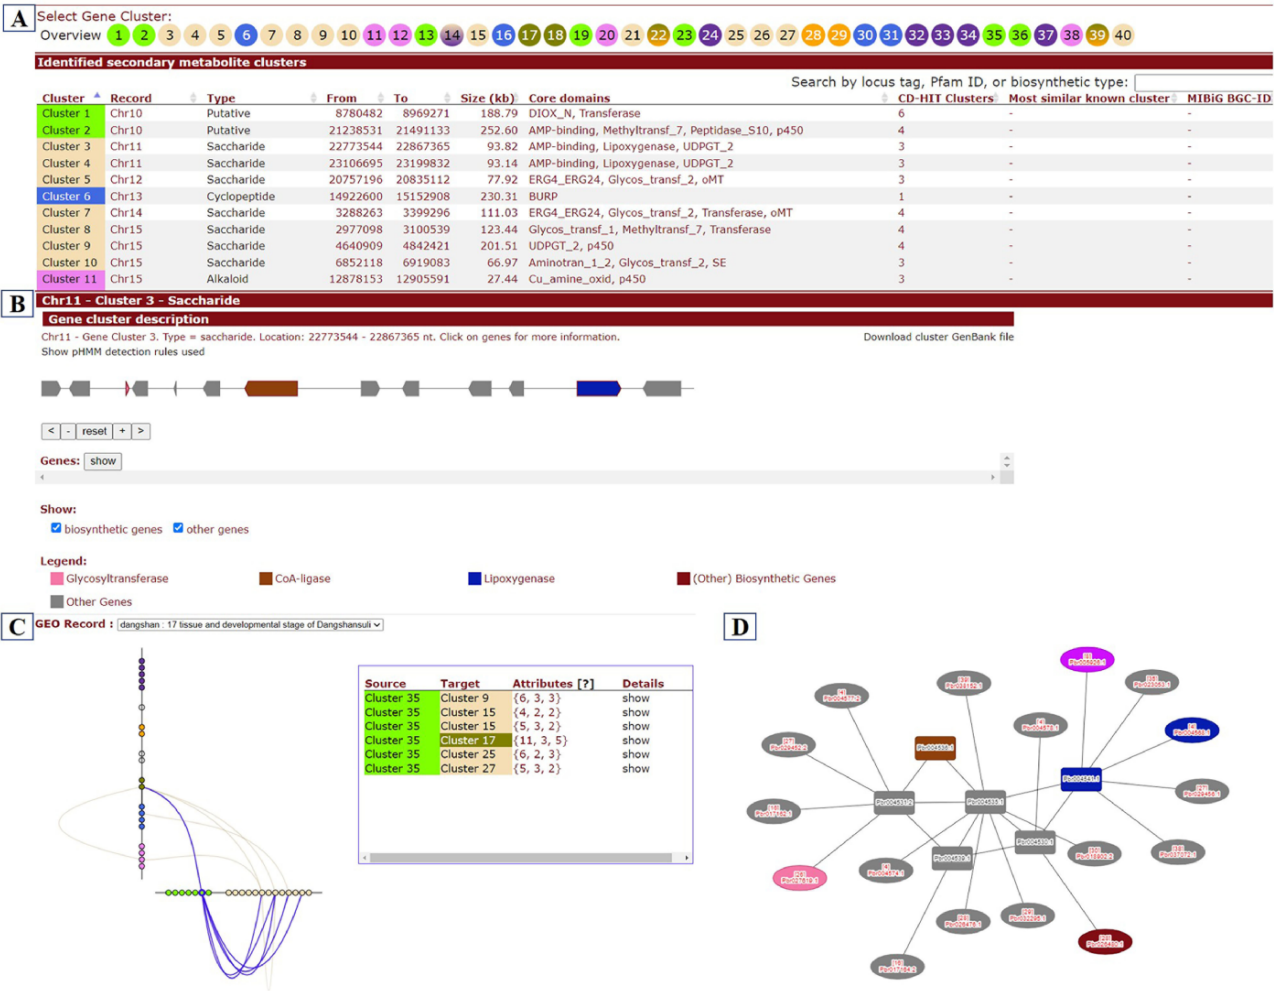 A
Select Gene Cluster:
Overview 1 2 3 4 5 6 7 8 9 10 11 12 13 14 15 16 17 18 19 20 21 22 23 24 25 26 27 28 29 30 31 32 33 34 35 36 37 38 39 40
Identified secondary metabolite clusters
Search by locus tag, Pfam ID, or biosynthetic type:
Cluster Record Type From To Size (kb) Core domains CD-HIT Clusters Most similar known cluster MIBiG BGC-ID
Cluster 1 Chr10 Putative 8780482 8969271 188.79 DIOX_N, Transferase 6 - -
Cluster 2 Chr10 Putative 21238531 21491133 252.60 AMP-binding, Methyltransf_7, Peptidase_S10, p450 4 - -
Cluster 3 Chr11 Saccharide 22773544 22867365 93.82 AMP-binding, Lipoxygenase, UDPGT_2 3 - -
Cluster 4 Chr11 Saccharide 23106695 23199832 93.14 AMP-binding, Lipoxygenase, UDPGT_2 3 - -
Cluster 5 Chr12 Saccharide 20757196 20835112 77.92 ERG4_ERG24, Glycos_transf_2, oMT 3 - -
Cluster 6 Chr13 Cyclopeptide 14922600 15152908 230.31 BURP 1 - -
Cluster 7 Chr14 Saccharide 3288263 3399296 111.03 ERG4_ERG24, Glycos_transf_2, Transferase, oMT 4 - -
Cluster 8 Chr15 Saccharide 2977098 3100539 123.44 Glycos_transf_1, Methyltransf_7, Transferase 4 - -
Cluster 9 Chr15 Saccharide 4640909 4842421 201.51 UDPGT_2, p450 4 - -
Cluster 10 Chr15 Saccharide 6852118 6919083 66.97 Aminotran_1_2, Glycos_transf_2, SE 3 - -
Cluster 11 Chr15 Alkaloid 12878153 12905591 27.44 Cu_amine_oxid, p450 3 - -
B
Chr11 - Cluster 3 - Saccharide
Gene cluster description
Chr11 - Gene Cluster 3. Type = saccharide. Location: 22773544 - 22867365 nt. Click on genes for more information. Download cluster GenBank file
Show pHMM detection rules used
< - reset + >
Genes: show
Show:
biosynthetic genes other genes
Legend:
Glycosyltransferase CoA-ligase Lipoxygenase (Other) Biosynthetic Genes
Other Genes
C
GEO Record : dangshan : 17 tissue and developmental stage of Dangshansuli
Source Target Attributes [?] Details
Cluster 35 Cluster 9 {6, 3, 3} show
Cluster 35 Cluster 15 {4, 2, 2} show
Cluster 35 Cluster 15 {5, 3, 2} show
Cluster 35 Cluster 17 {11, 3, 5} show
Cluster 35 Cluster 25 {6, 2, 3} show
Cluster 35 Cluster 27 {5, 3, 2} show
D